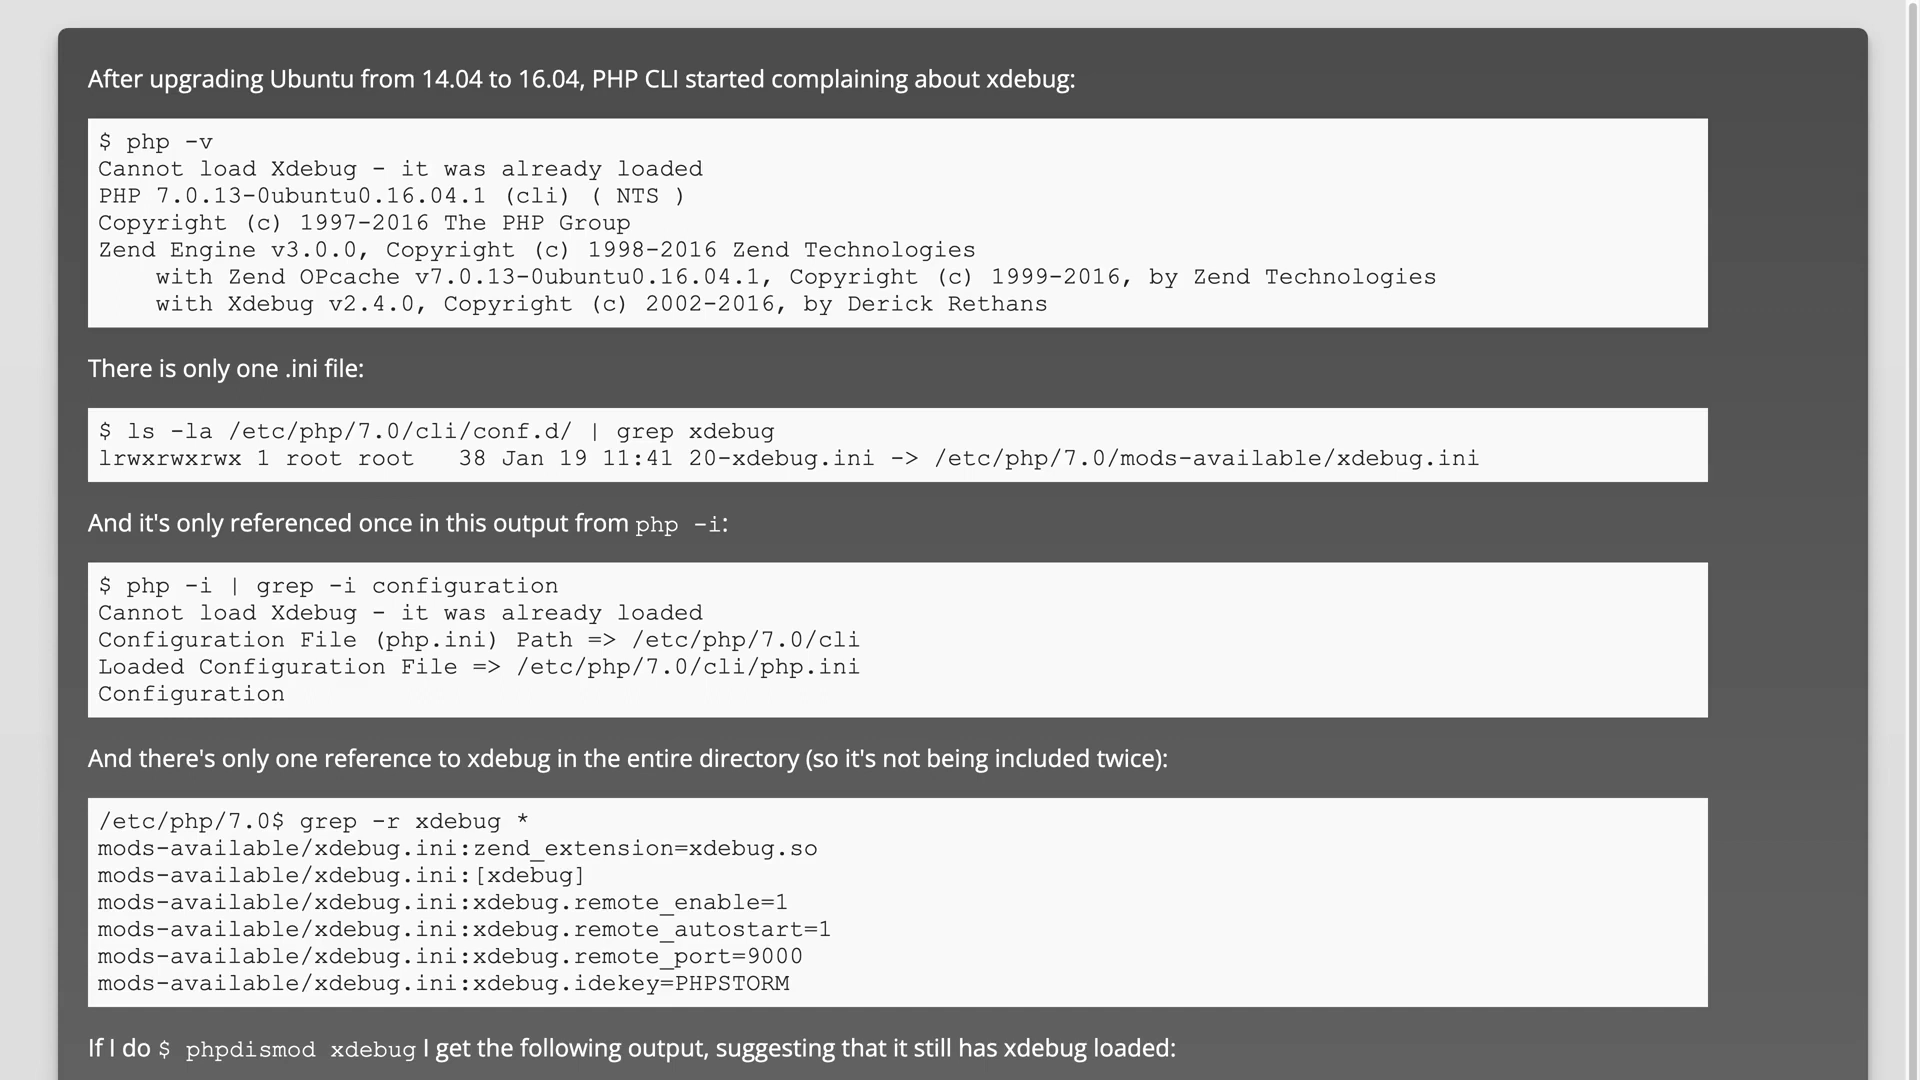 After upgrading Ubuntu from 14.04 to 16.04, PHP CLI started complaining about xdebug:
$ php -v
Cannot load Xdebug - it was already loaded
PHP 7.0.13-0ubuntu0.16.04.1 (cli) ( NTS )
Copyright (c) 1997-2016 The PHP Group
Zend Engine v3.0.0, Copyright (c) 1998-2016 Zend Technologies
    with Zend OPcache v7.0.13-0ubuntu0.16.04.1, Copyright (c) 1999-2016, by Zend Technologies
    with Xdebug v2.4.0, Copyright (c) 2002-2016, by Derick Rethans
There is only one .ini file:
$ ls -la /etc/php/7.0/cli/conf.d/ | grep xdebug
lrwxrwxrwx 1 root root   38 Jan 19 11:41 20-xdebug.ini -> /etc/php/7.0/mods-available/xdebug.ini
And it's only referenced once in this output from php -i:
$ php -i | grep -i configuration
Cannot load Xdebug - it was already loaded
Configuration File (php.ini) Path => /etc/php/7.0/cli
Loaded Configuration File => /etc/php/7.0/cli/php.ini
Configuration
And there's only one reference to xdebug in the entire directory (so it's not being included twice):
/etc/php/7.0$ grep -r xdebug *
mods-available/xdebug.ini:zend_extension=xdebug.so
mods-available/xdebug.ini:[xdebug]
mods-available/xdebug.ini:xdebug.remote_enable=1
mods-available/xdebug.ini:xdebug.remote_autostart=1
mods-available/xdebug.ini:xdebug.remote_port=9000
mods-available/xdebug.ini:xdebug.idekey=PHPSTORM
If I do $ phpdismod xdebug I get the following output, suggesting that it still has xdebug loaded: